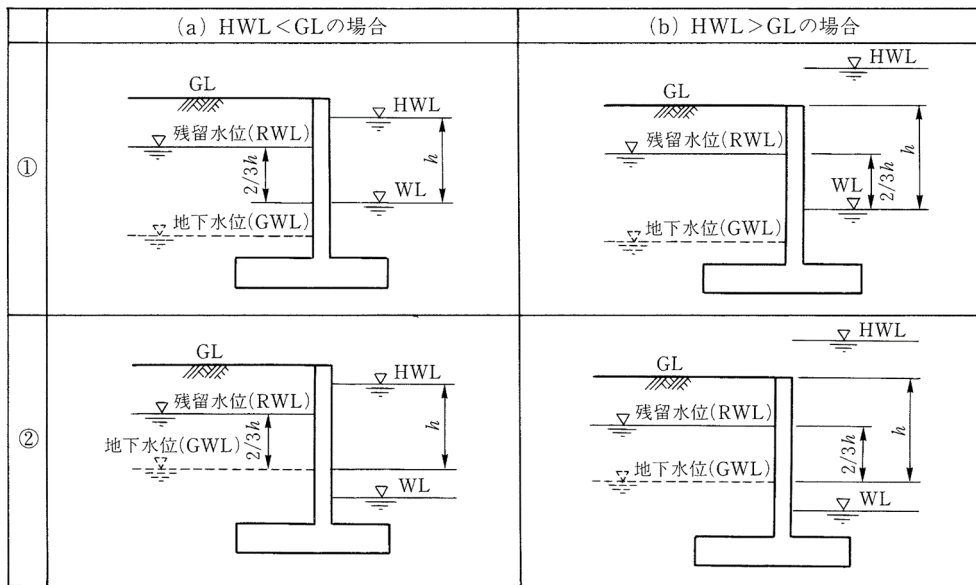 (a) HWL<GLの場合
(b) HWL>GLの場合
①
GL
HWL
残留水位(RWL)
2/3h
h
WL
地下水位(GWL)
HWL
GL
残留水位(RWL)
h
WL
2/3h
地下水位(GWL)
②
GL
HWL
残留水位(RWL)
2/3h
h
地下水位(GWL)
WL
HWL
GL
残留水位(RWL)
h
2/3h
地下水位(GWL)
WL